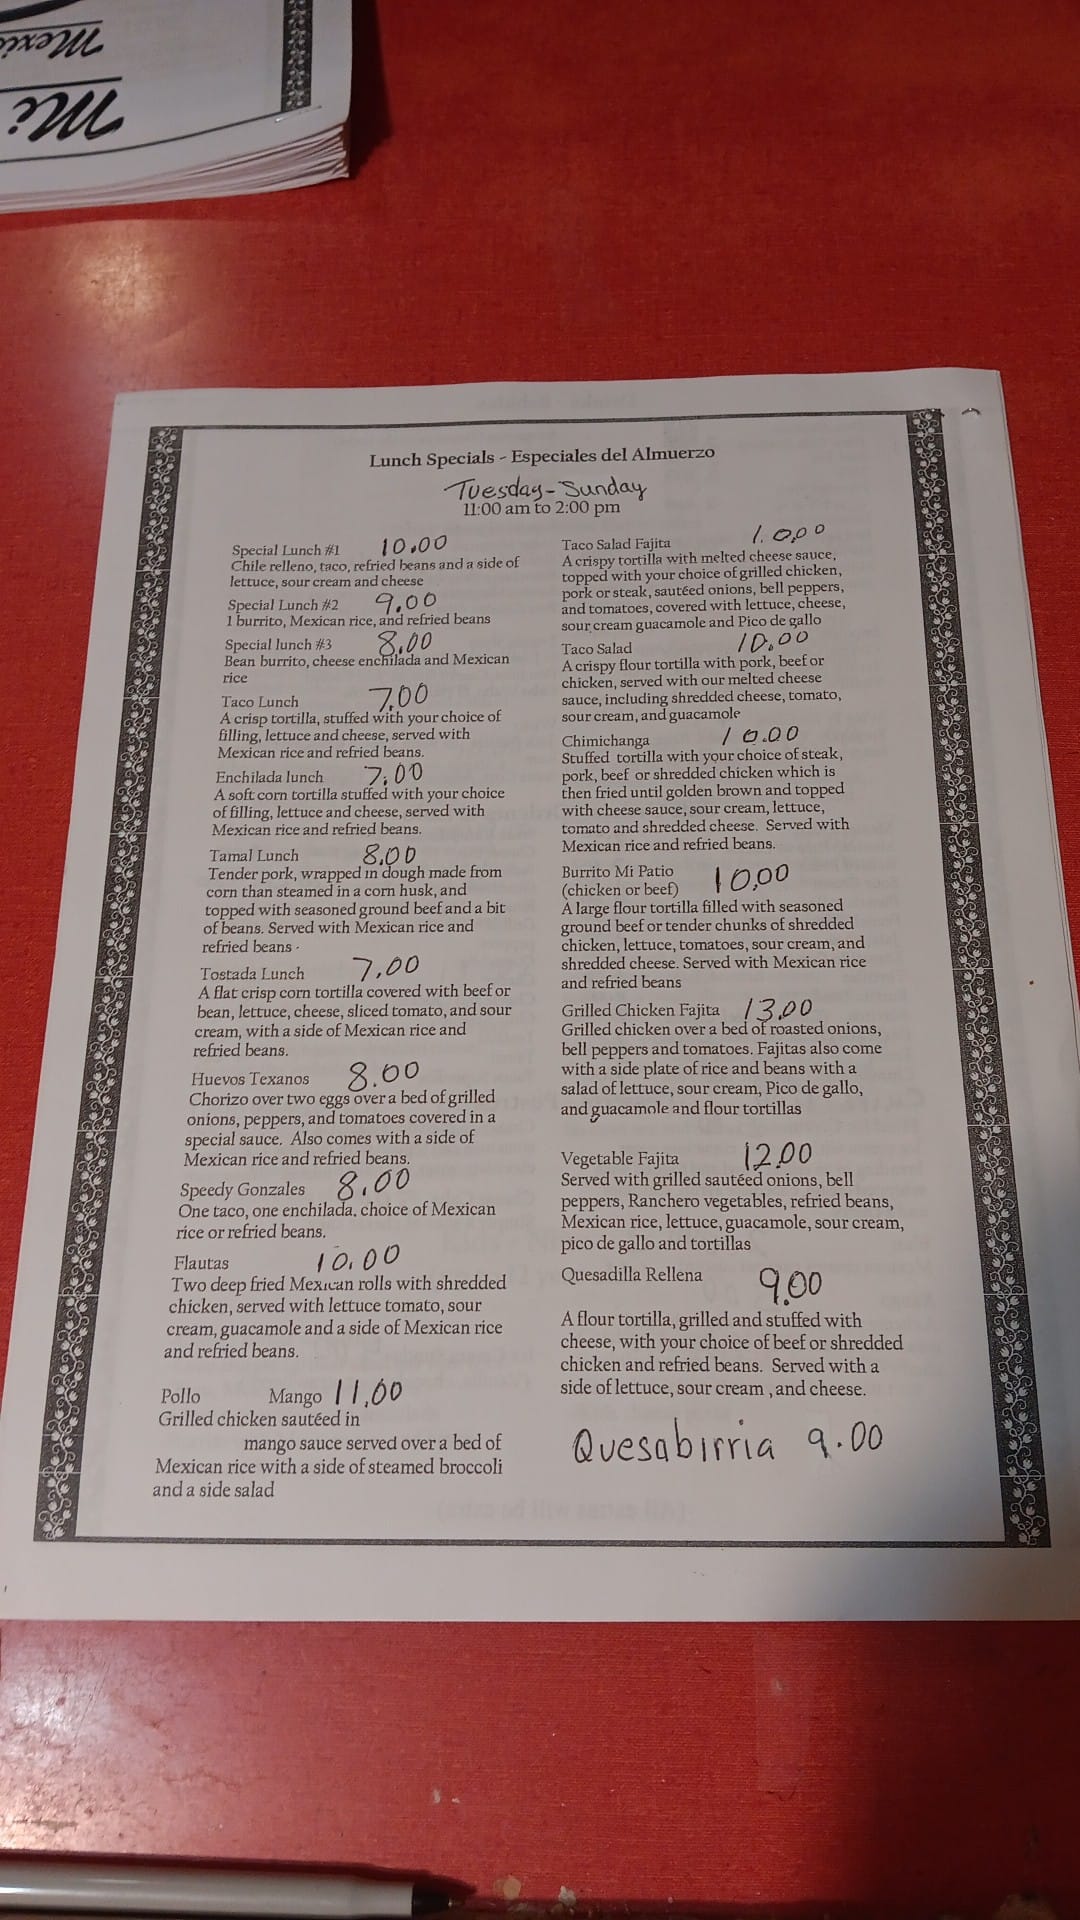 Mexic
Mi
Lunch Specials - Especiales del Almuerzo
Tuesday-Sunday
11:00 am to 2:00 pm
Special Lunch #1 10.00
Chile relleno, taco, refried beans and a side of
lettuce, sour cream and cheese
Special Lunch #2 9.00
1 burrito, Mexican rice, and refried beans
Special lunch #3 8.00
Bean burrito, cheese enchilada and Mexican
rice
Taco Lunch 7.00
A crisp tortilla, stuffed with your choice of
filling, lettuce and cheese, served with
Mexican rice and refried beans.
Enchilada lunch 7.00
A soft corn tortilla stuffed with your choice
of filling, lettuce and cheese, served with
Mexican rice and refried beans.
Tamal Lunch 8.00
Tender pork, wrapped in dough made from
corn than steamed in a corn husk, and
topped with seasoned ground beef and a bit
of beans. Served with Mexican rice and
refried beans .
Tostada Lunch 7.00
A flat crisp corn tortilla covered with beef or
bean, lettuce, cheese, sliced tomato, and sour
cream, with a side of Mexican rice and
refried beans.
Huevos Texanos 8.00
Chorizo over two eggs over a bed of grilled
onions, peppers, and tomatoes covered in a
special sauce. Also comes with a side of
Mexican rice and refried beans.
Speedy Gonzales 8.00
One taco, one enchilada, choice of Mexican
rice or refried beans.
Flautas 10.00
Two deep fried Mexican rolls with shredded
chicken, served with lettuce tomato, sour
cream, guacamole and a side of Mexican rice
and refried beans.
Pollo Mango 11.00
Grilled chicken sautéed in
mango sauce served over a bed of
Mexican rice with a side of steamed broccoli
and a side salad
Taco Salad Fajita
A crispy tortilla with melted cheese sauce,
topped with your choice of grilled chicken,
pork or steak, sautéed onions, bell peppers,
and tomatoes, covered with lettuce, cheese,
sour cream guacamole and Pico de gallo
Taco Salad 10.00
A crispy flour tortilla with pork, beef or
chicken, served with our melted cheese
sauce, including shredded cheese, tomato,
sour cream, and guacamole
Chimichanga 10.00
Stuffed tortilla with your choice of steak,
pork, beef or shredded chicken which is
then fried until golden brown and topped
with cheese sauce, sour cream, lettuce,
tomato and shredded cheese. Served with
Mexican rice and refried beans.
Burrito Mi Patio 10,00
(chicken or beef)
A large flour tortilla filled with seasoned
ground beef or tender chunks of shredded
chicken, lettuce, tomatoes, sour cream, and
shredded cheese. Served with Mexican rice
and refried beans
Grilled Chicken Fajita 13.00
Grilled chicken over a bed of roasted onions,
bell peppers and tomatoes. Fajitas also come
with a side plate of rice and beans with a
salad of lettuce, sour cream, Pico de gallo,
and guacamole and flour tortillas
Vegetable Fajita 12.00
Served with grilled sautéed onions, bell
peppers, Ranchero vegetables, refried beans,
Mexican rice, lettuce, guacamole, sour cream,
pico de gallo and tortillas
Quesadilla Rellena 9.00
A flour tortilla, grilled and stuffed with
cheese, with your choice of beef or shredded
chicken and refried beans. Served with a
side of lettuce, sour cream , and cheese.
Quesabirria 9.00